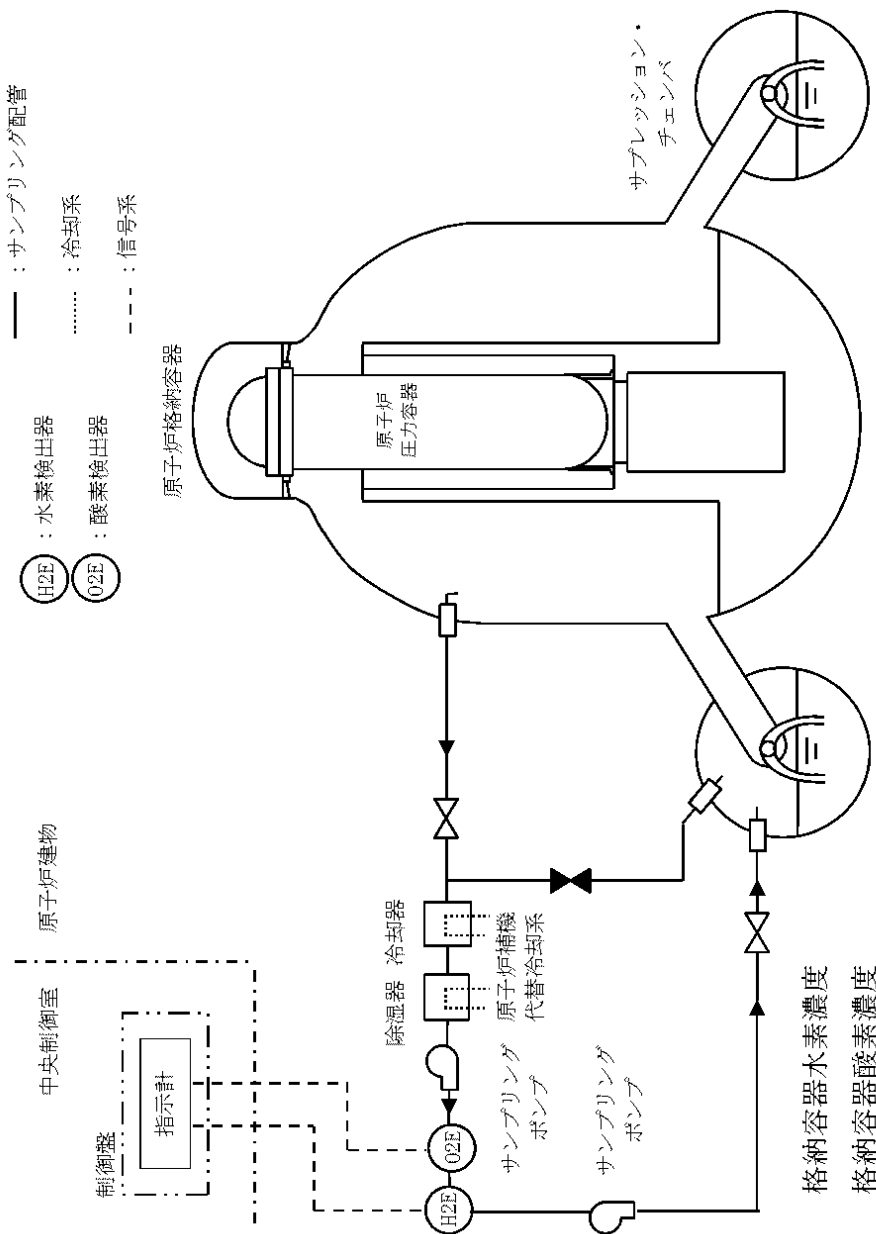 ━━ ：サンプリング配管
：冷却系
：信号系
H2E ：水素検出器
O2E ：酸素検出器
中央制御室
原子炉建物
制御盤
指示計
原子炉格納容器
原子炉
圧力容器
サプレッション・
チェンバ
除湿器
冷却器
原子炉補機
代替冷却系
サンプリング
ポンプ
サンプリング
ポンプ
O2E
H2E
格納容器水素濃度
格納容器酸素濃度